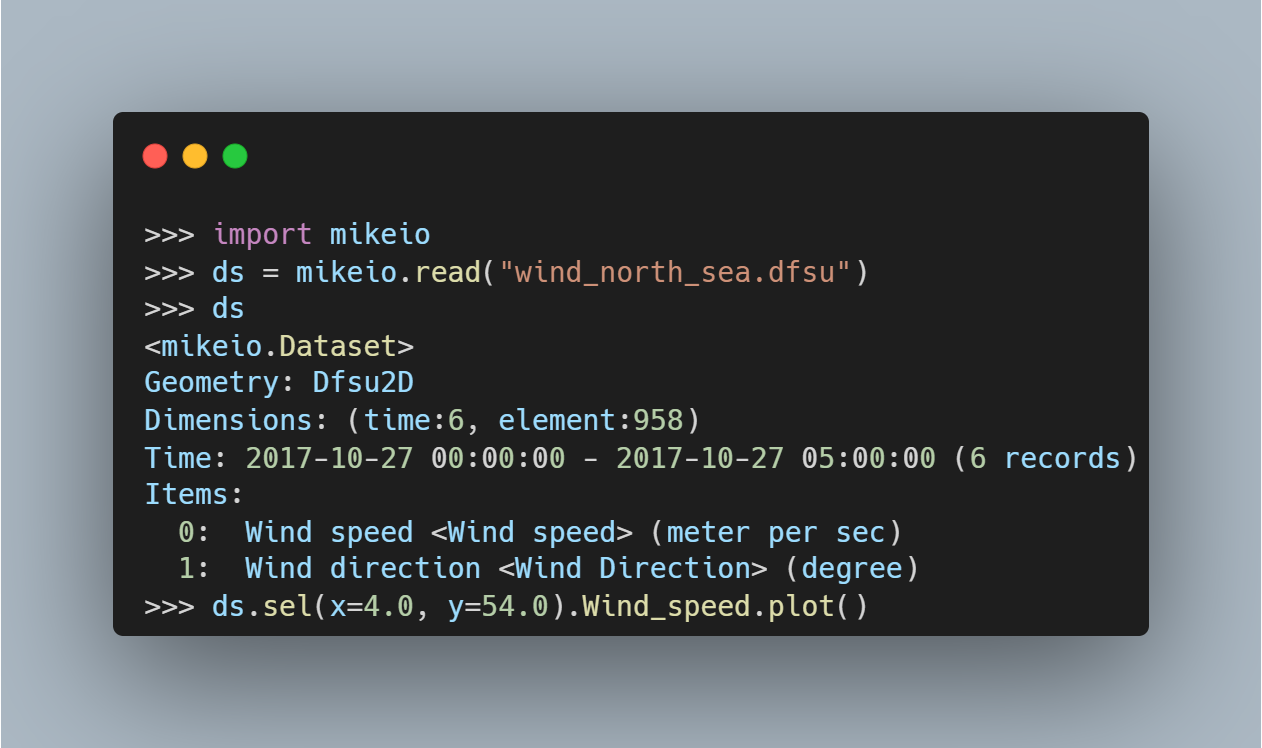 >>> import mikeio
>>> ds = mikeio.read("wind_north_sea.dfsu")
>>> ds
<mikeio.Dataset>
Geometry: Dfsu2D
Dimensions: (time:6, element:958)
Time: 2017-10-27 00:00:00 - 2017-10-27 05:00:00 (6 records)
Items:
  0:  Wind speed <Wind speed> (meter per sec)
  1:  Wind direction <Wind Direction> (degree)
>>> ds.sel(x=4.0, y=54.0).Wind_speed.plot()